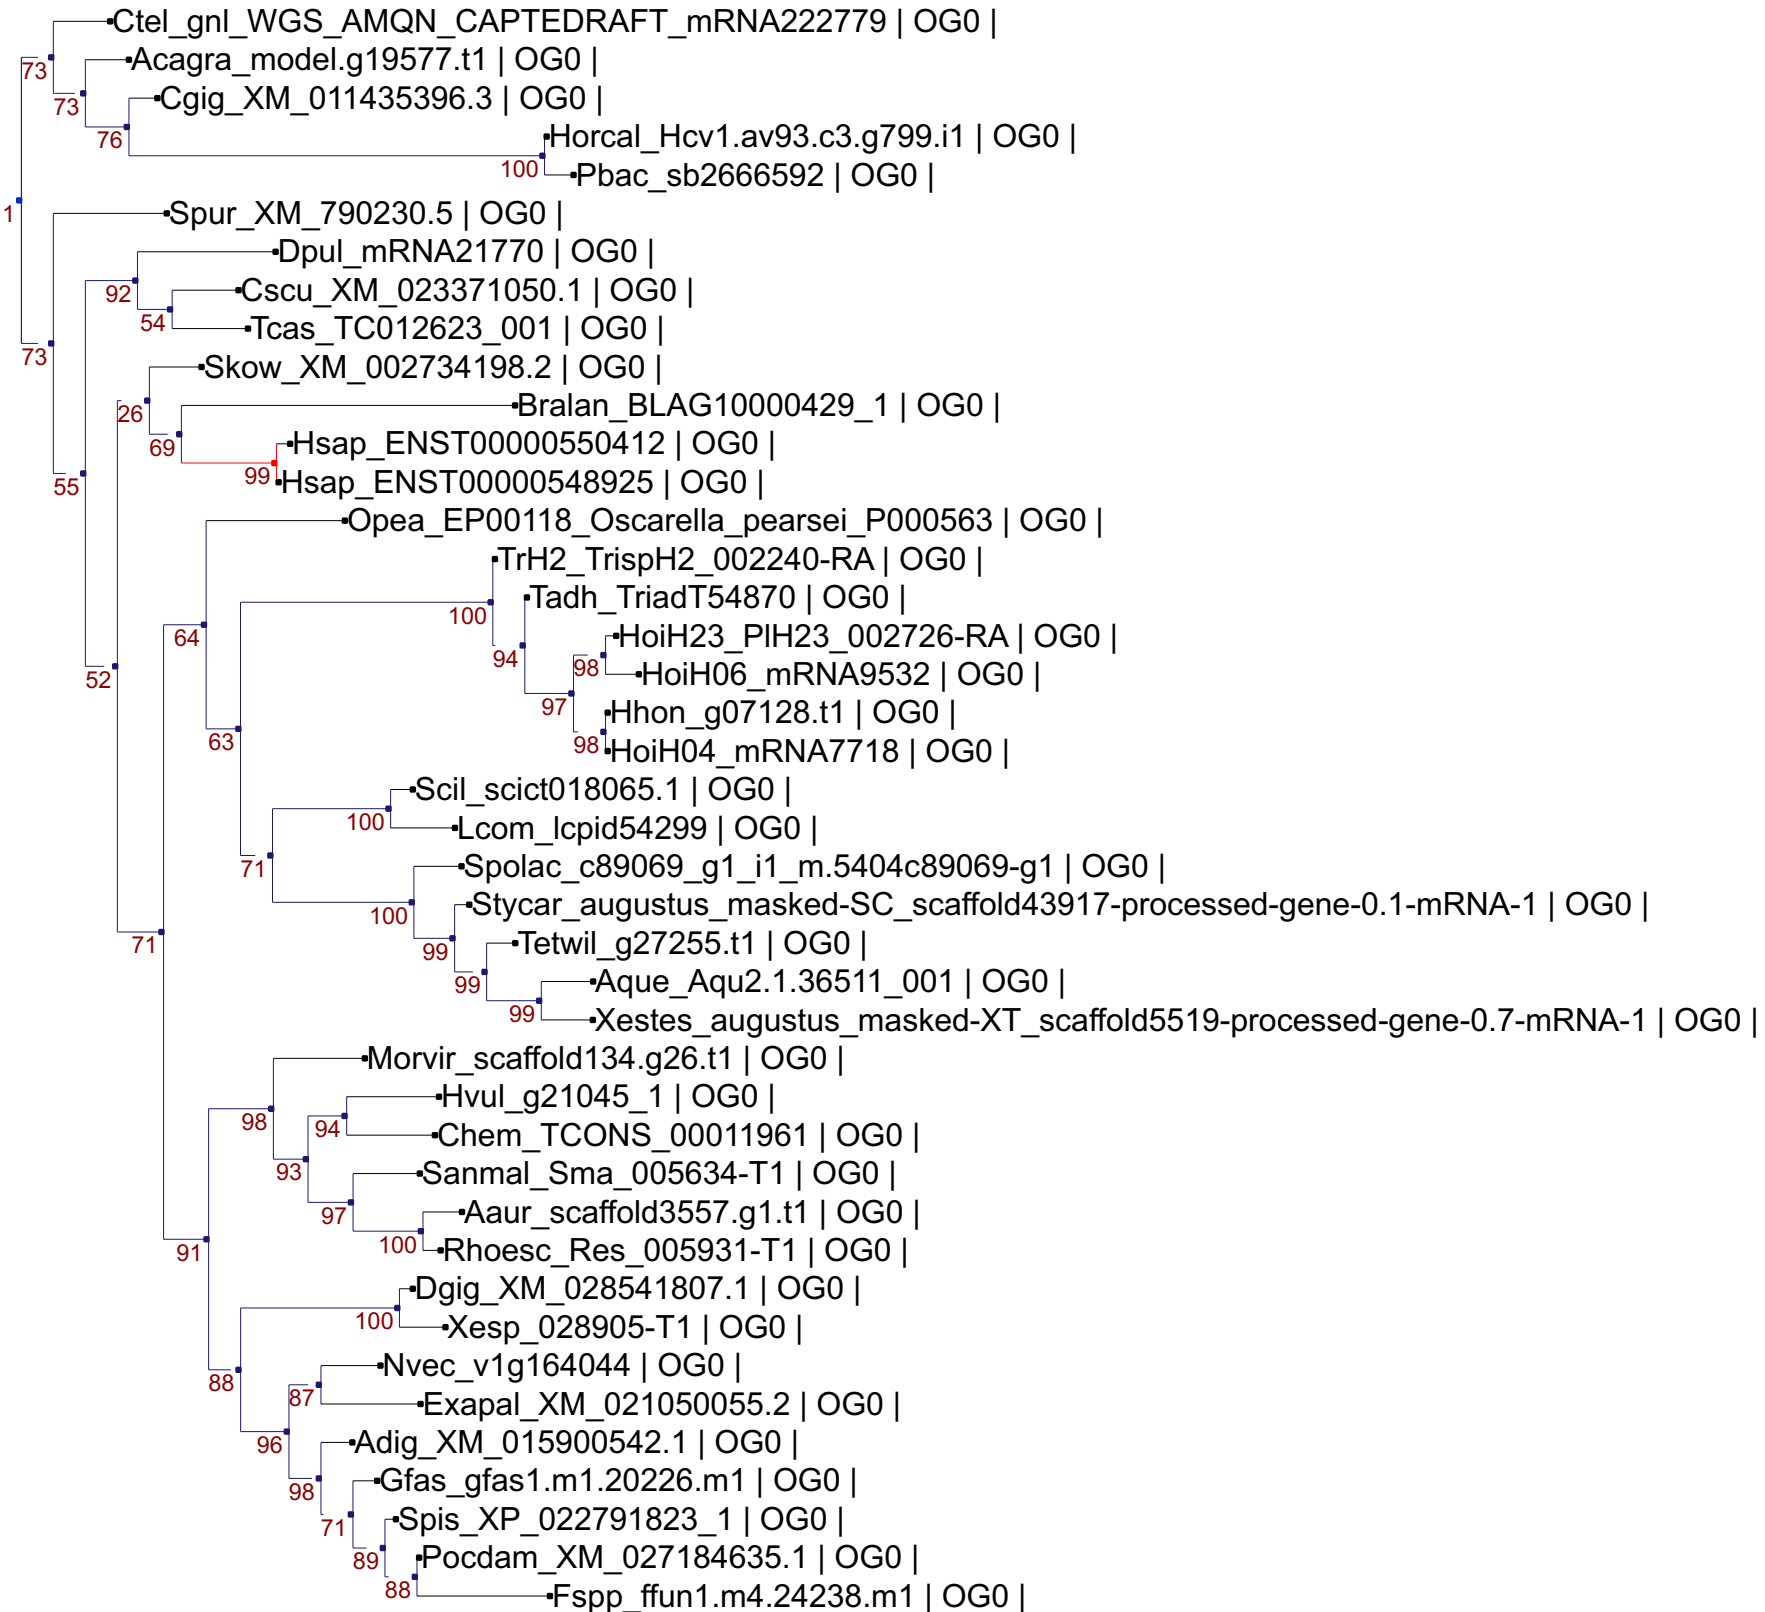 Ctel_gnl_WGS_AMQN_CAPTEDRAFT_mRNA222779 | OG0 |
Acagra_model.g19577.t1 | OG0 |
73
Cgig_XM_011435396.3 | OG0 |
73
Horcal_Hcv1.av93.c3.g799.i1 | OG0 |
76
100
Pbac_sb2666592 | OG0 |
1
Spur_XM_790230.5 | OG0 |
Dpul_mRNA21770 | OG0 |
92
Cscu_XM_023371050.1 | OG0 |
54
Tcas_TC012623_001 | OG0 |
73
Skow_XM_002734198.2 | OG0 |
26
Bralan_BLAG10000429_1 | OG0 |
69
Hsap_ENST00000550412 | OG0 |
99
55
Hsap_ENST00000548925 | OG0 |
Opea_EP00118_Oscarella_pearsei_P000563 | OG0 |
TrH2_TrispH2_002240-RA | OG0 |
Tadh_TriadT54870 | OG0 |
100
64
HoiH23_PlH23_002726-RA | OG0 |
94
98
52
HoiH06_mRNA9532 | OG0 |
97
Hhon_g07128.t1 | OG0 |
63
98
HoiH04_mRNA7718 | OG0 |
Scil_scict018065.1 | OG0 |
100
Lcom_lcpid54299 | OG0 |
71
Spolac_c89069_g1_i1_m.5404c89069-g1 | OG0 |
100
Stycar_augustus_masked-SC_scaffold43917-processed-gene-0.1-mRNA-1 | OG0 |
71
99
Tetwil_g27255.t1 | OG0 |
99
Aque_Aqu2.1.36511_001 | OG0 |
99
Xestes_augustus_masked-XT_scaffold5519-processed-gene-0.7-mRNA-1 | OG0 |
Morvir_scaffold134.g26.t1 | OG0 |
Hvul_g21045_1 | OG0 |
98
94
Chem_TCONS_00011961 | OG0 |
93
Sanmal_Sma_005634-T1 | OG0 |
97
Aaur_scaffold3557.g1.t1 | OG0 |
100
91
Rhoesc_Res_005931-T1 | OG0 |
Dgig_XM_028541807.1 | OG0 |
100
Xesp_028905-T1 | OG0 |
Nvec_v1g164044 | OG0 |
88
87
Exapal_XM_021050055.2 | OG0 |
96
Adig_XM_015900542.1 | OG0 |
98
Gfas_gfas1.m1.20226.m1 | OG0 |
71
Spis_XP_022791823_1 | OG0 |
89
Pocdam_XM_027184635.1 | OG0 |
88
Fspp_ffun1.m4.24238.m1 | OG0 |